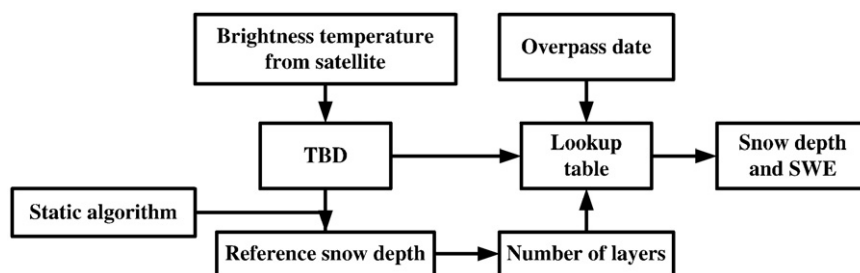 Brightness temperature
from satellite
Overpass date
TBD
Lookup
table
Snow depth
and SWE
Static algorithm
Reference snow depth
Number of layers